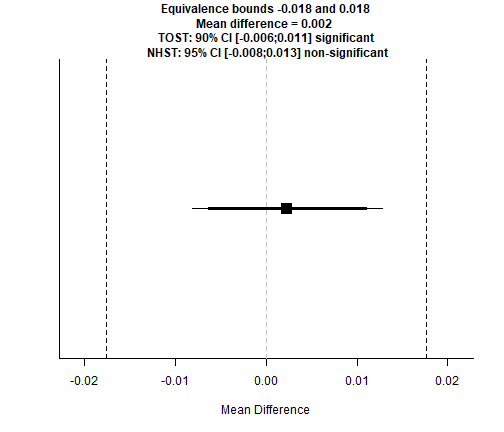 Equivalence bounds -0.018 and 0.018
Mean difference = 0.002
TOST: 90% CI [-0.006;0.011] significant
NHST: 95% CI [-0.008;0.013] non-significant
-0.02 -0.01 0.00 0.01 0.02
Mean Difference